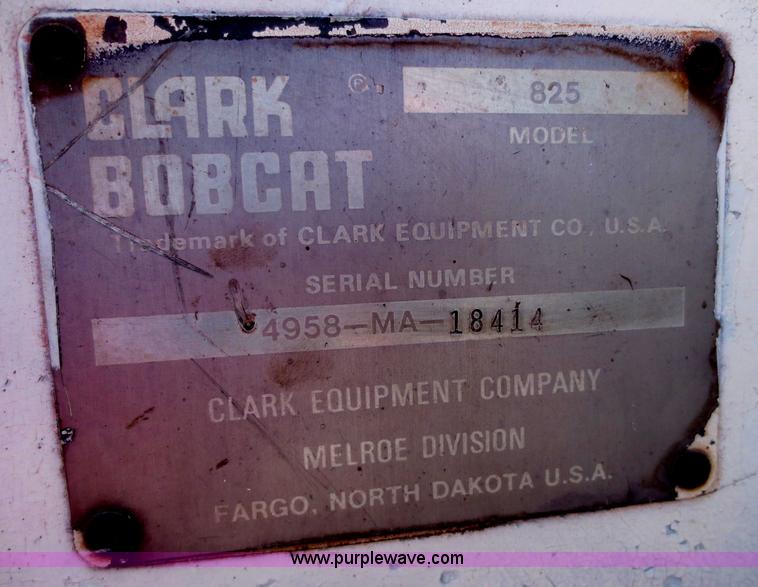 CLARK ®
BOBCAT
825
MODEL
Trademark of CLARK EQUIPMENT CO., U.S.A.
SERIAL NUMBER
4958-MA-18414
CLARK EQUIPMENT COMPANY
MELROE DIVISION
FARGO, NORTH DAKOTA U.S.A.
www.purplewave.com